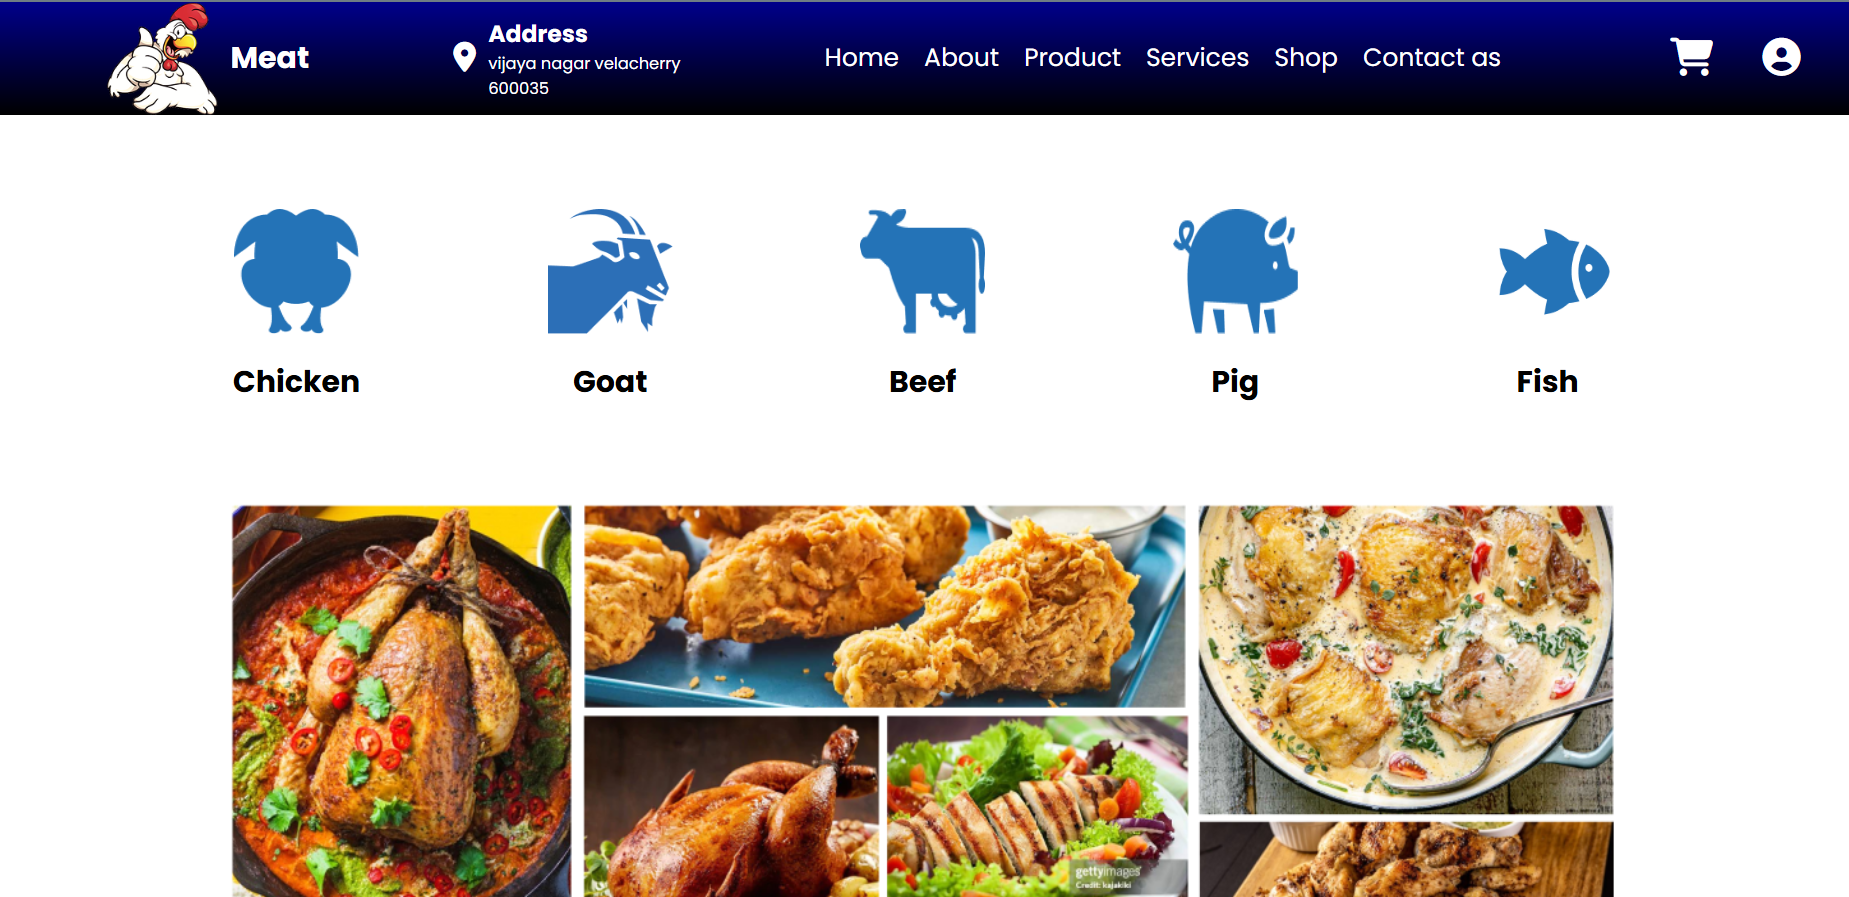 Meat
Address
vijaya nagar velacherry
600035
Home About Product Services Shop Contact as
Chicken Goat Beef Pig Fish
gettyimages
Credit: kajakiki